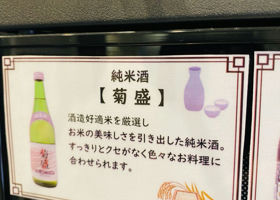 純米酒
【菊盛】
酒造好適米を厳選し
お米の美味しさを引き出した純米酒。
すっきりとクセがなく色々なお料理に
合わせられます。
菊盛